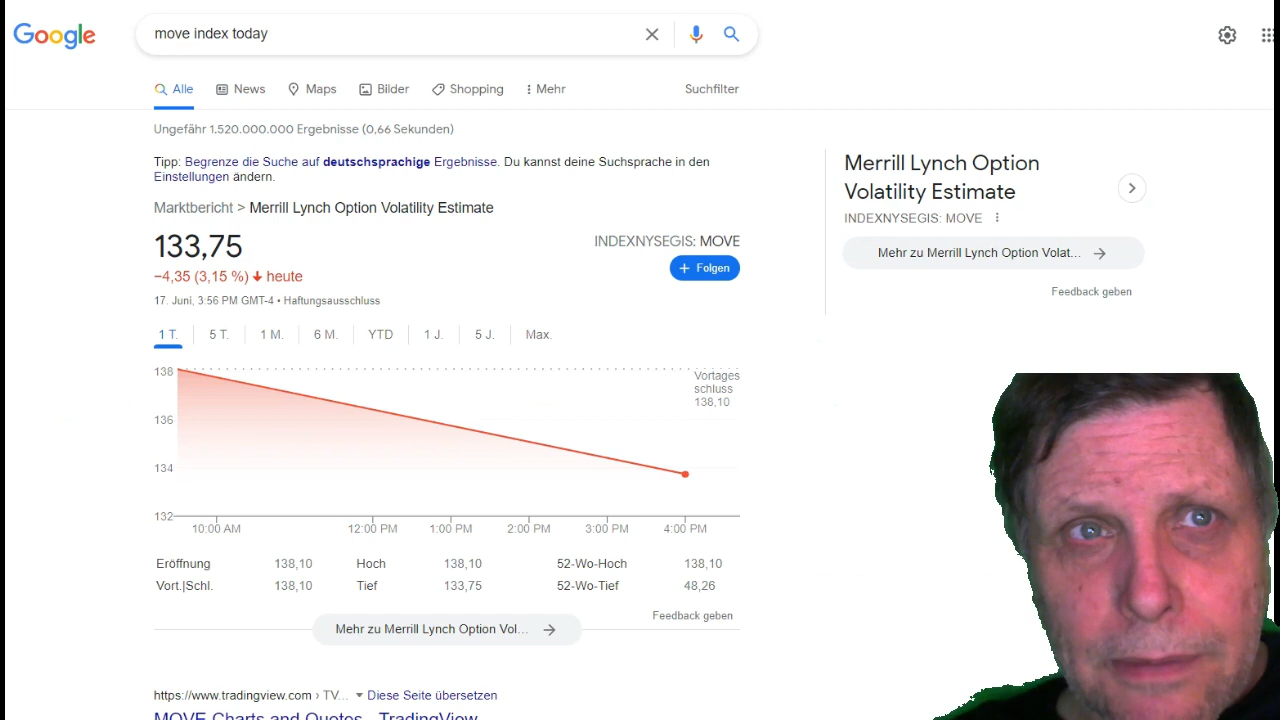 Google
move index today
Alle News Maps Bilder Shopping Mehr Suchfilter
Ungefähr 1.520.000.000 Ergebnisse (0,66 Sekunden)
Tipp: Begrenze die Suche auf deutschsprachige Ergebnisse. Du kannst deine Suchsprache in den
Einstellungen ändern.
Marktbericht > Merrill Lynch Option Volatility Estimate
133,75
INDEXNYSEGIS: MOVE
−4,35 (3,15 %) heute
+ Folgen
17. Juni, 3:56 PM GMT-4 • Haftungsausschluss
1 T. 5 T. 1 M. 6 M. YTD 1 J. 5 J. Max.
138
136
134
132
Vortages
schluss
138,10
10:00 AM 12:00 PM 1:00 PM 2:00 PM 3:00 PM 4:00 PM
Eröffnung 138,10 Hoch 138,10 52-Wo-Hoch 138,10
Vort.|Schl. 138,10 Tief 133,75 52-Wo-Tief 48,26
Feedback geben
Mehr zu Merrill Lynch Option Vol...
https://www.tradingview.com › TV... Diese Seite übersetzen
MOVE Charts and Quotes - TradingView
Merrill Lynch Option
Volatility Estimate
INDEXNYSEGIS: MOVE
Mehr zu Merrill Lynch Option Volat...
Feedback geben